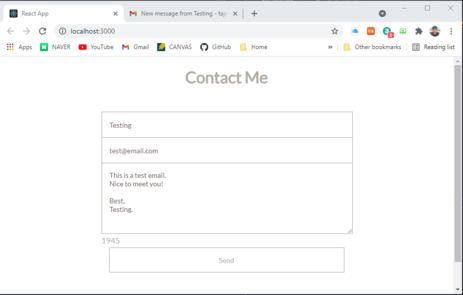 React App
New message from Testing - taj
localhost:3000
Apps
NAVER
YouTube
Gmail
CANVAS
GitHub
Home
»
Other bookmarks
Reading list
Contact Me
Testing
test@email.com
This is a test email.
Nice to meet you!
Best,
Testing.
1945
Send